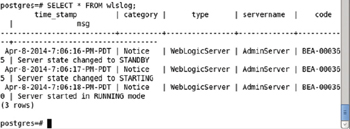 postgres=# SELECT * FROM wlslog;
time_stamp | category | type | servername | code
| msg
-------------------------+----------+----------------+-------------+----------
-+----------------------------
Apr-8-2014-7:06:16-PM-PDT | Notice | WebLogicServer | AdminServer | BEA-00036
5 | Server state changed to STANDBY
Apr-8-2014-7:06:17-PM-PDT | Notice | WebLogicServer | AdminServer | BEA-00036
5 | Server state changed to STARTING
Apr-8-2014-7:06:18-PM-PDT | Notice | WebLogicServer | AdminServer | BEA-00036
0 | Server started in RUNNING mode
(3 rows)
postgres=#